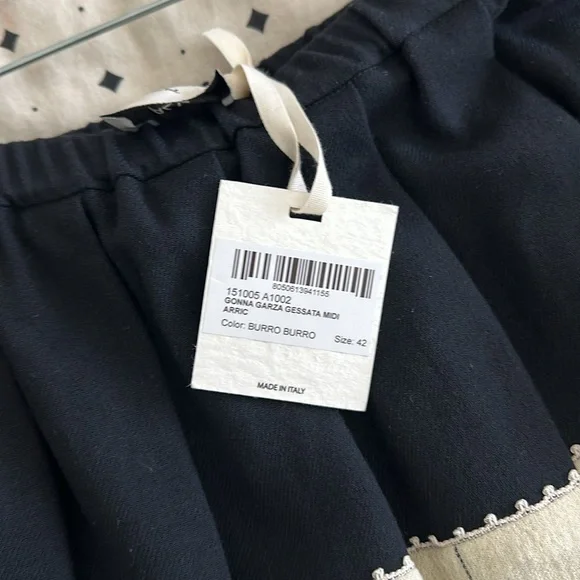 8050613941155
151005 A1002
GONNA GARZA GESSATA MIDI
ARRIC
Color: BURRO BURRO Size: 42
MADE IN ITALY